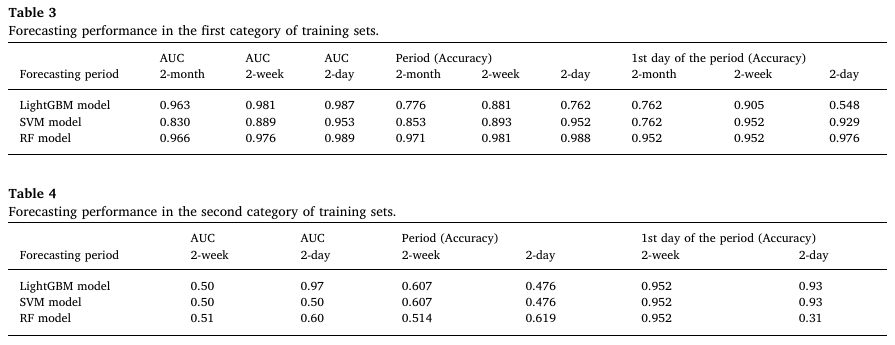 Table 3
Forecasting performance in the first category of training sets.
AUC AUC AUC Period (Accuracy) 1st day of the period (Accuracy)
Forecasting period 2-month 2-week 2-day 2-month 2-week 2-day 2-month 2-week 2-day
LightGBM model 0.963 0.981 0.987 0.776 0.881 0.762 0.762 0.905 0.548
SVM model 0.830 0.889 0.953 0.853 0.893 0.952 0.762 0.952 0.929
RF model 0.966 0.976 0.989 0.971 0.981 0.988 0.952 0.952 0.976
Table 4
Forecasting performance in the second category of training sets.
AUC AUC Period (Accuracy) 1st day of the period (Accuracy)
Forecasting period 2-week 2-day 2-week 2-day 2-week 2-day
LightGBM model 0.50 0.97 0.607 0.476 0.952 0.93
SVM model 0.50 0.50 0.607 0.476 0.952 0.93
RF model 0.51 0.60 0.514 0.619 0.952 0.31